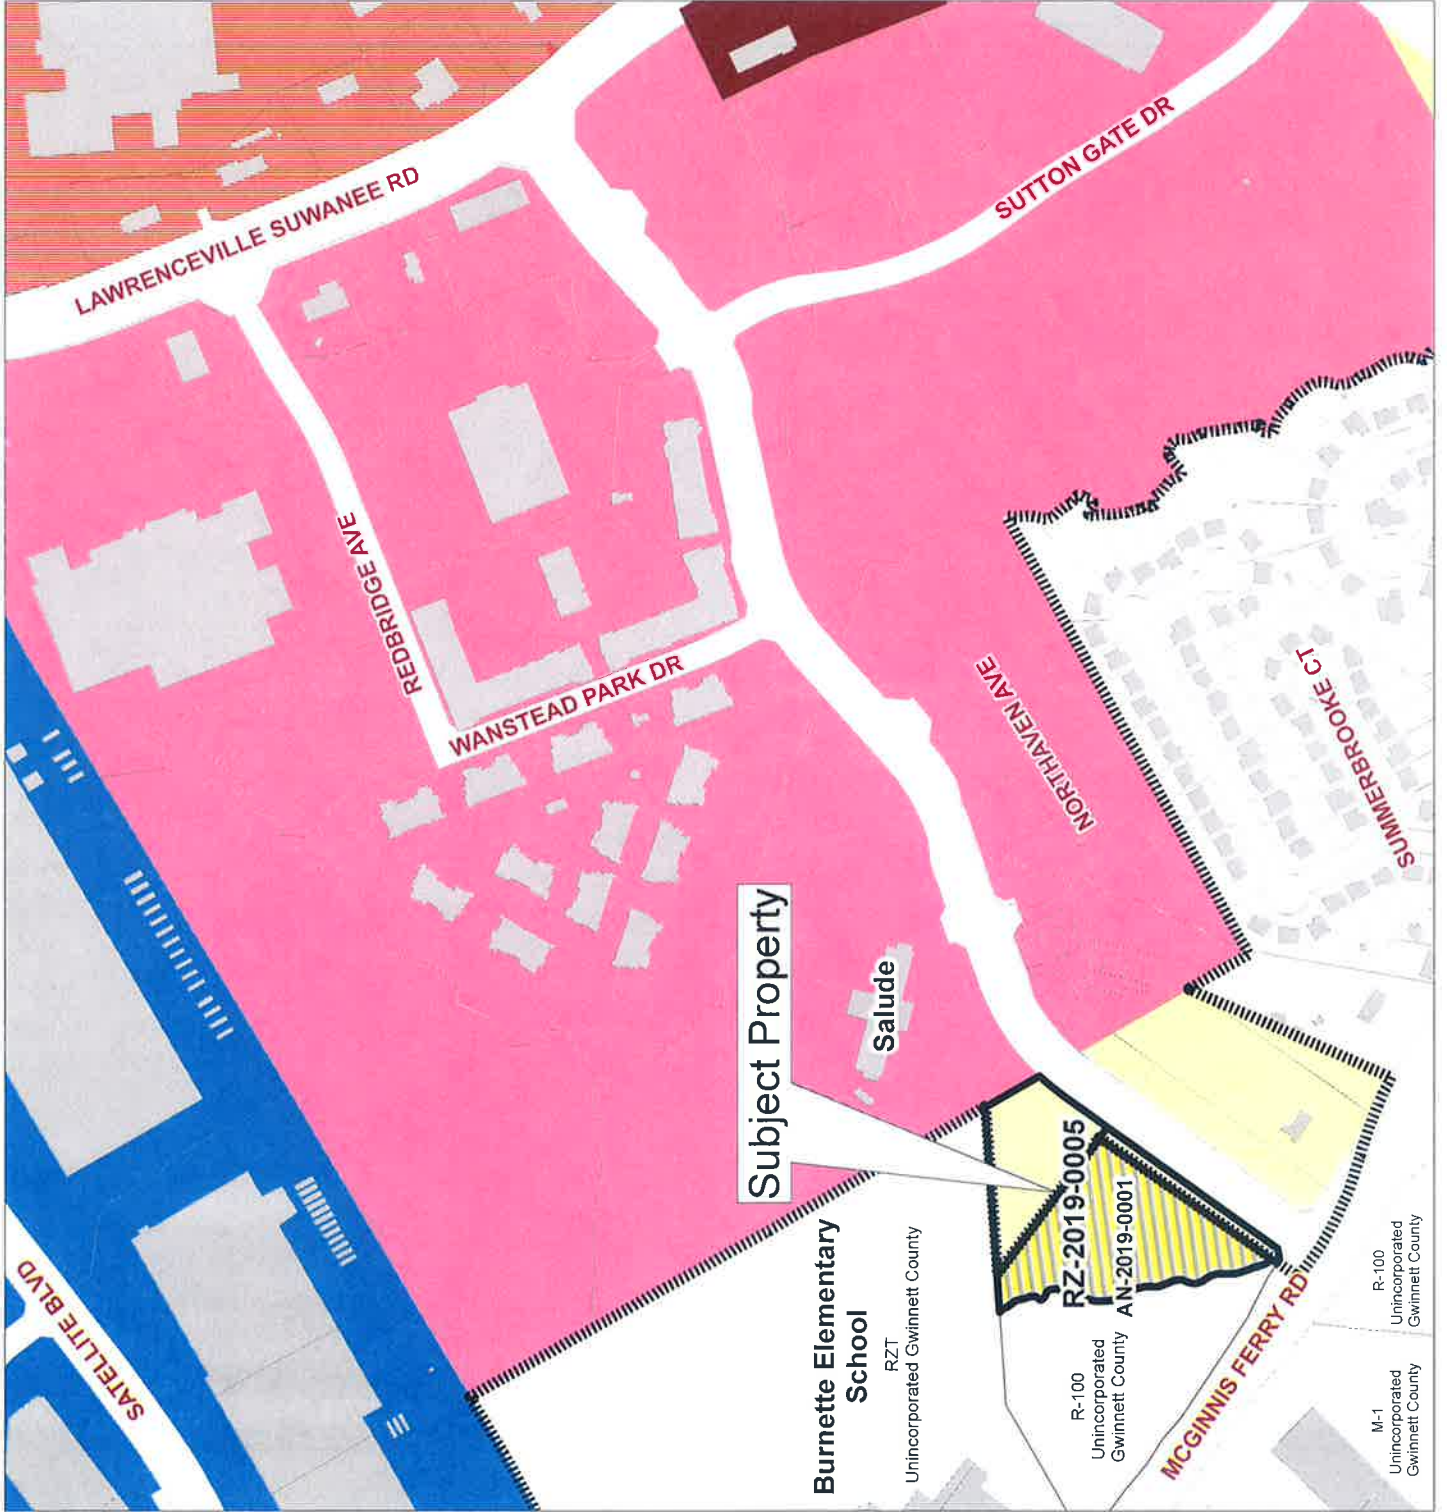 LAWRENCEVILLE SUWANEE RD
SUTTON GATE DR
REDBRIDGE AVE
WANSTEAD PARK DR
NORTHAVEN AVE
SUMMERBROOKE CT
SATELLITE BLVD
Subject Property
Salude
Burnette Elementary
School
RZT
Unincorporated Gwinnett County
RZ-2019-0005
AN-2019-0001
R-100
Unincorporated
Gwinnett County
MCGINNIS FERRY RD
R-100
Unincorporated
Gwinnett County
M-1
Unincorporated
Gwinnett County